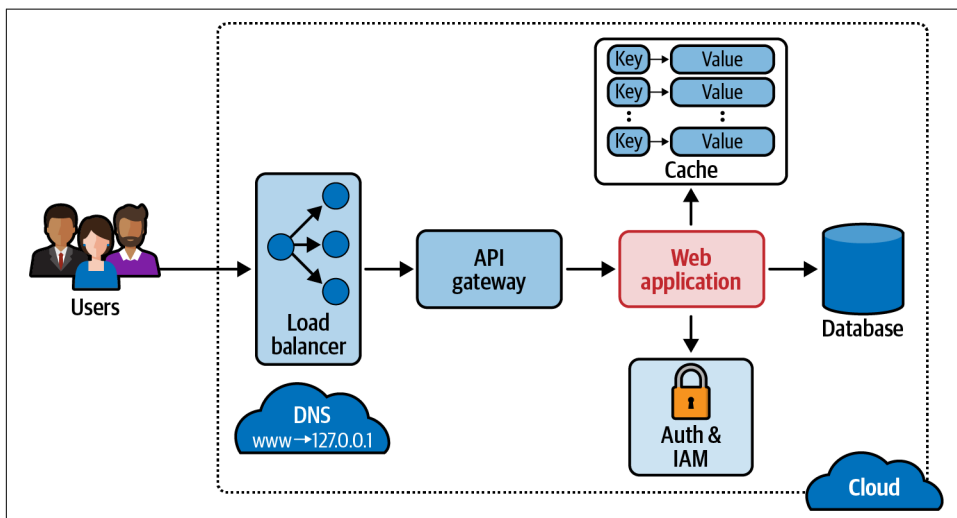 Key → Value
Key → Value
Key → Value
Cache
Users
Load
balancer
API
gateway
Web
application
Database
DNS
www→127.0.0.1
Auth &
IAM
Cloud